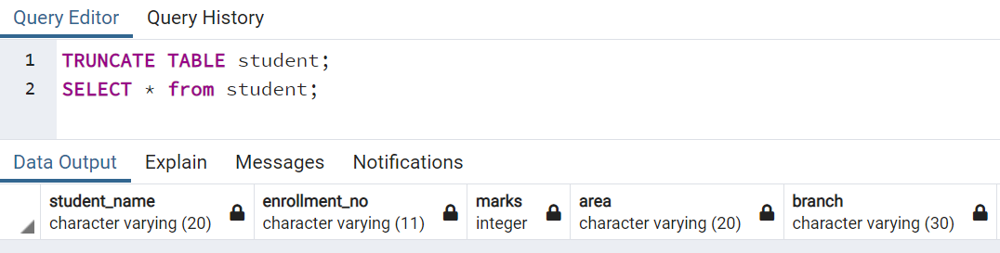 Query Editor Query History
1 TRUNCATE TABLE student;
2 SELECT * from student;
Data Output Explain Messages Notifications
student_name enrollment_no marks area branch
character varying (20) character varying (11) integer character varying (20) character varying (30)